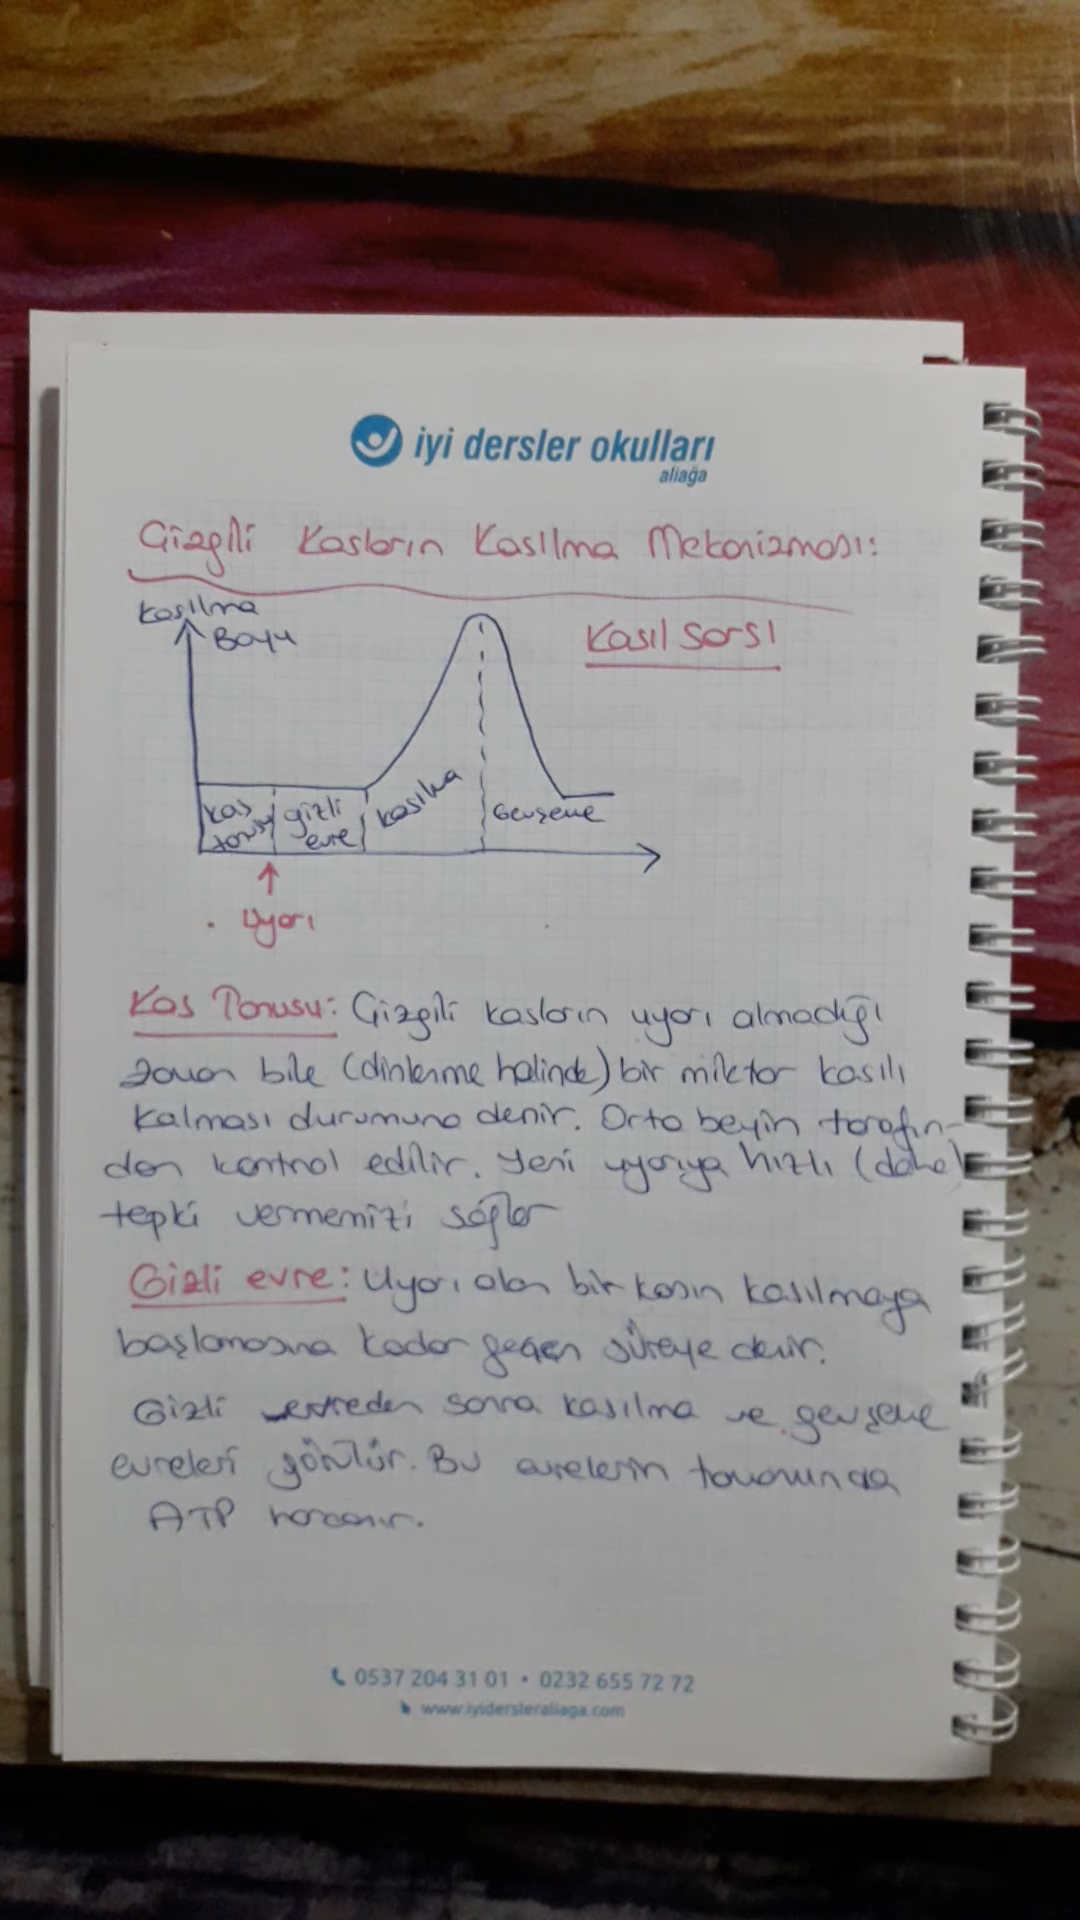 iyi dersler okulları
aliağa
Çizgili Kasların Kasılma Mekanizması:
Kasılma
Boyu
Kasıl Sarsı
kas
tonusu
gizli
evre
kasılma
Gevşeme
Uyarı
Kas Tonusu: Çizgili kasların uyarı almadığı
zaman bile (dinlenme halinde) bir miktar kasılı
kalması durumuna denir. Orta beyin tarafın-
dan kontrol edilir. Yeni uyarıya hızlı (daha)
tepki vermemizi sağlar
Gizli evre: Uyarı alan bir kasın kasılmaya
başlamasına kadar geçen süreye denir.
Gizli evreden sonra kasılma ve gevşeme
evreleri görülür. Bu evrelerin tamamında
ATP harcanır.
0537 204 31 01 • 0232 655 72 72
www.iyidersleraliaga.com